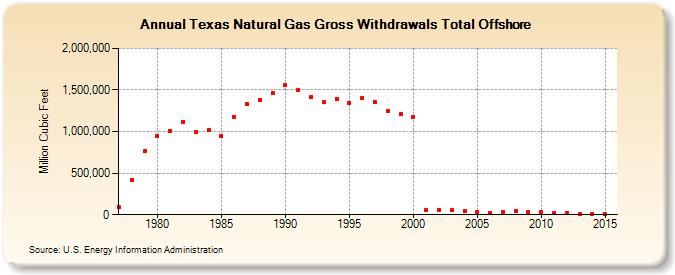 Annual Texas Natural Gas Gross Withdrawals Total Offshore
Million Cubic Feet
2,000,000
1,500,000
1,000,000
500,000
0
1980 1985 1990 1995 2000 2005 2010 2015
Source: U.S. Energy Information Administration